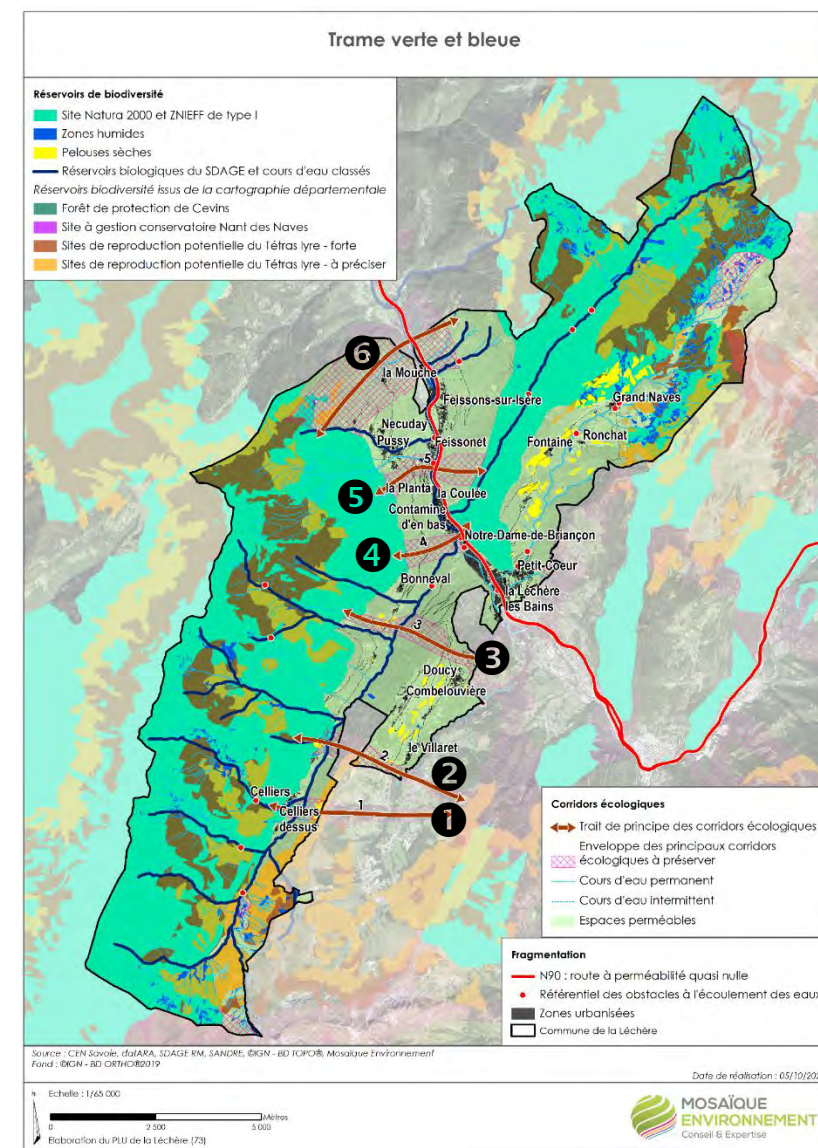 Trame verte et bleue
Réservoirs de biodiversité
Site Natura 2000 et ZNIEFF de type I
Zones humides
Pelouses sèches
Réservoirs biologiques du SDAGE et cours d'eau classés
Réservoirs biodiversité issus de la cartographie départementale
Forêt de protection de Cevins
Site à gestion conservatoire Nant des Naves
Sites de reproduction potentielle du Tétras lyre - forte
Sites de reproduction potentielle du Tétras lyre - à préciser
6
la Mouche
Feissons-sur-Isère
Necuday
Pussy
Feissonet
Grand Naves
Ronchat
Fontaine
5
5
la Planta
la Coulée
Contamine
d'en bas
4
4
Notre-Dame-de-Briançon
Petit-Coeur
Bonneval
la Léchère
les Bains
3
3
Doucy
Combelouvière
le Villaret
2
2
Celliers
Celliers
dessus
1
1
Corridors écologiques
Trait de principe des corridors écologiques
Enveloppe des principaux corridors
écologiques à préserver
Cours d'eau permanent
Cours d'eau intermittent
Espaces perméables
Fragmentation
N90 : route à perméabilité quasi nulle
Référentiel des obstacles à l'écoulement des eaux
Zones urbanisées
Commune de la Léchère
Source : CEN Savoie, datARA, SDAGE RM, SANDRE, ©IGN - BD TOPO®, Mosaïque Environnement
Fond : ©IGN - BD ORTHO®2019
Date de réalisation : 05/10/202
N
Echelle : 1/65 000
Mètres
0 2 500 5 000
Elaboration du PLU de la Léchère (73)
MOSAÏQUE
ENVIRONNEMENT
Conseil & Expertise